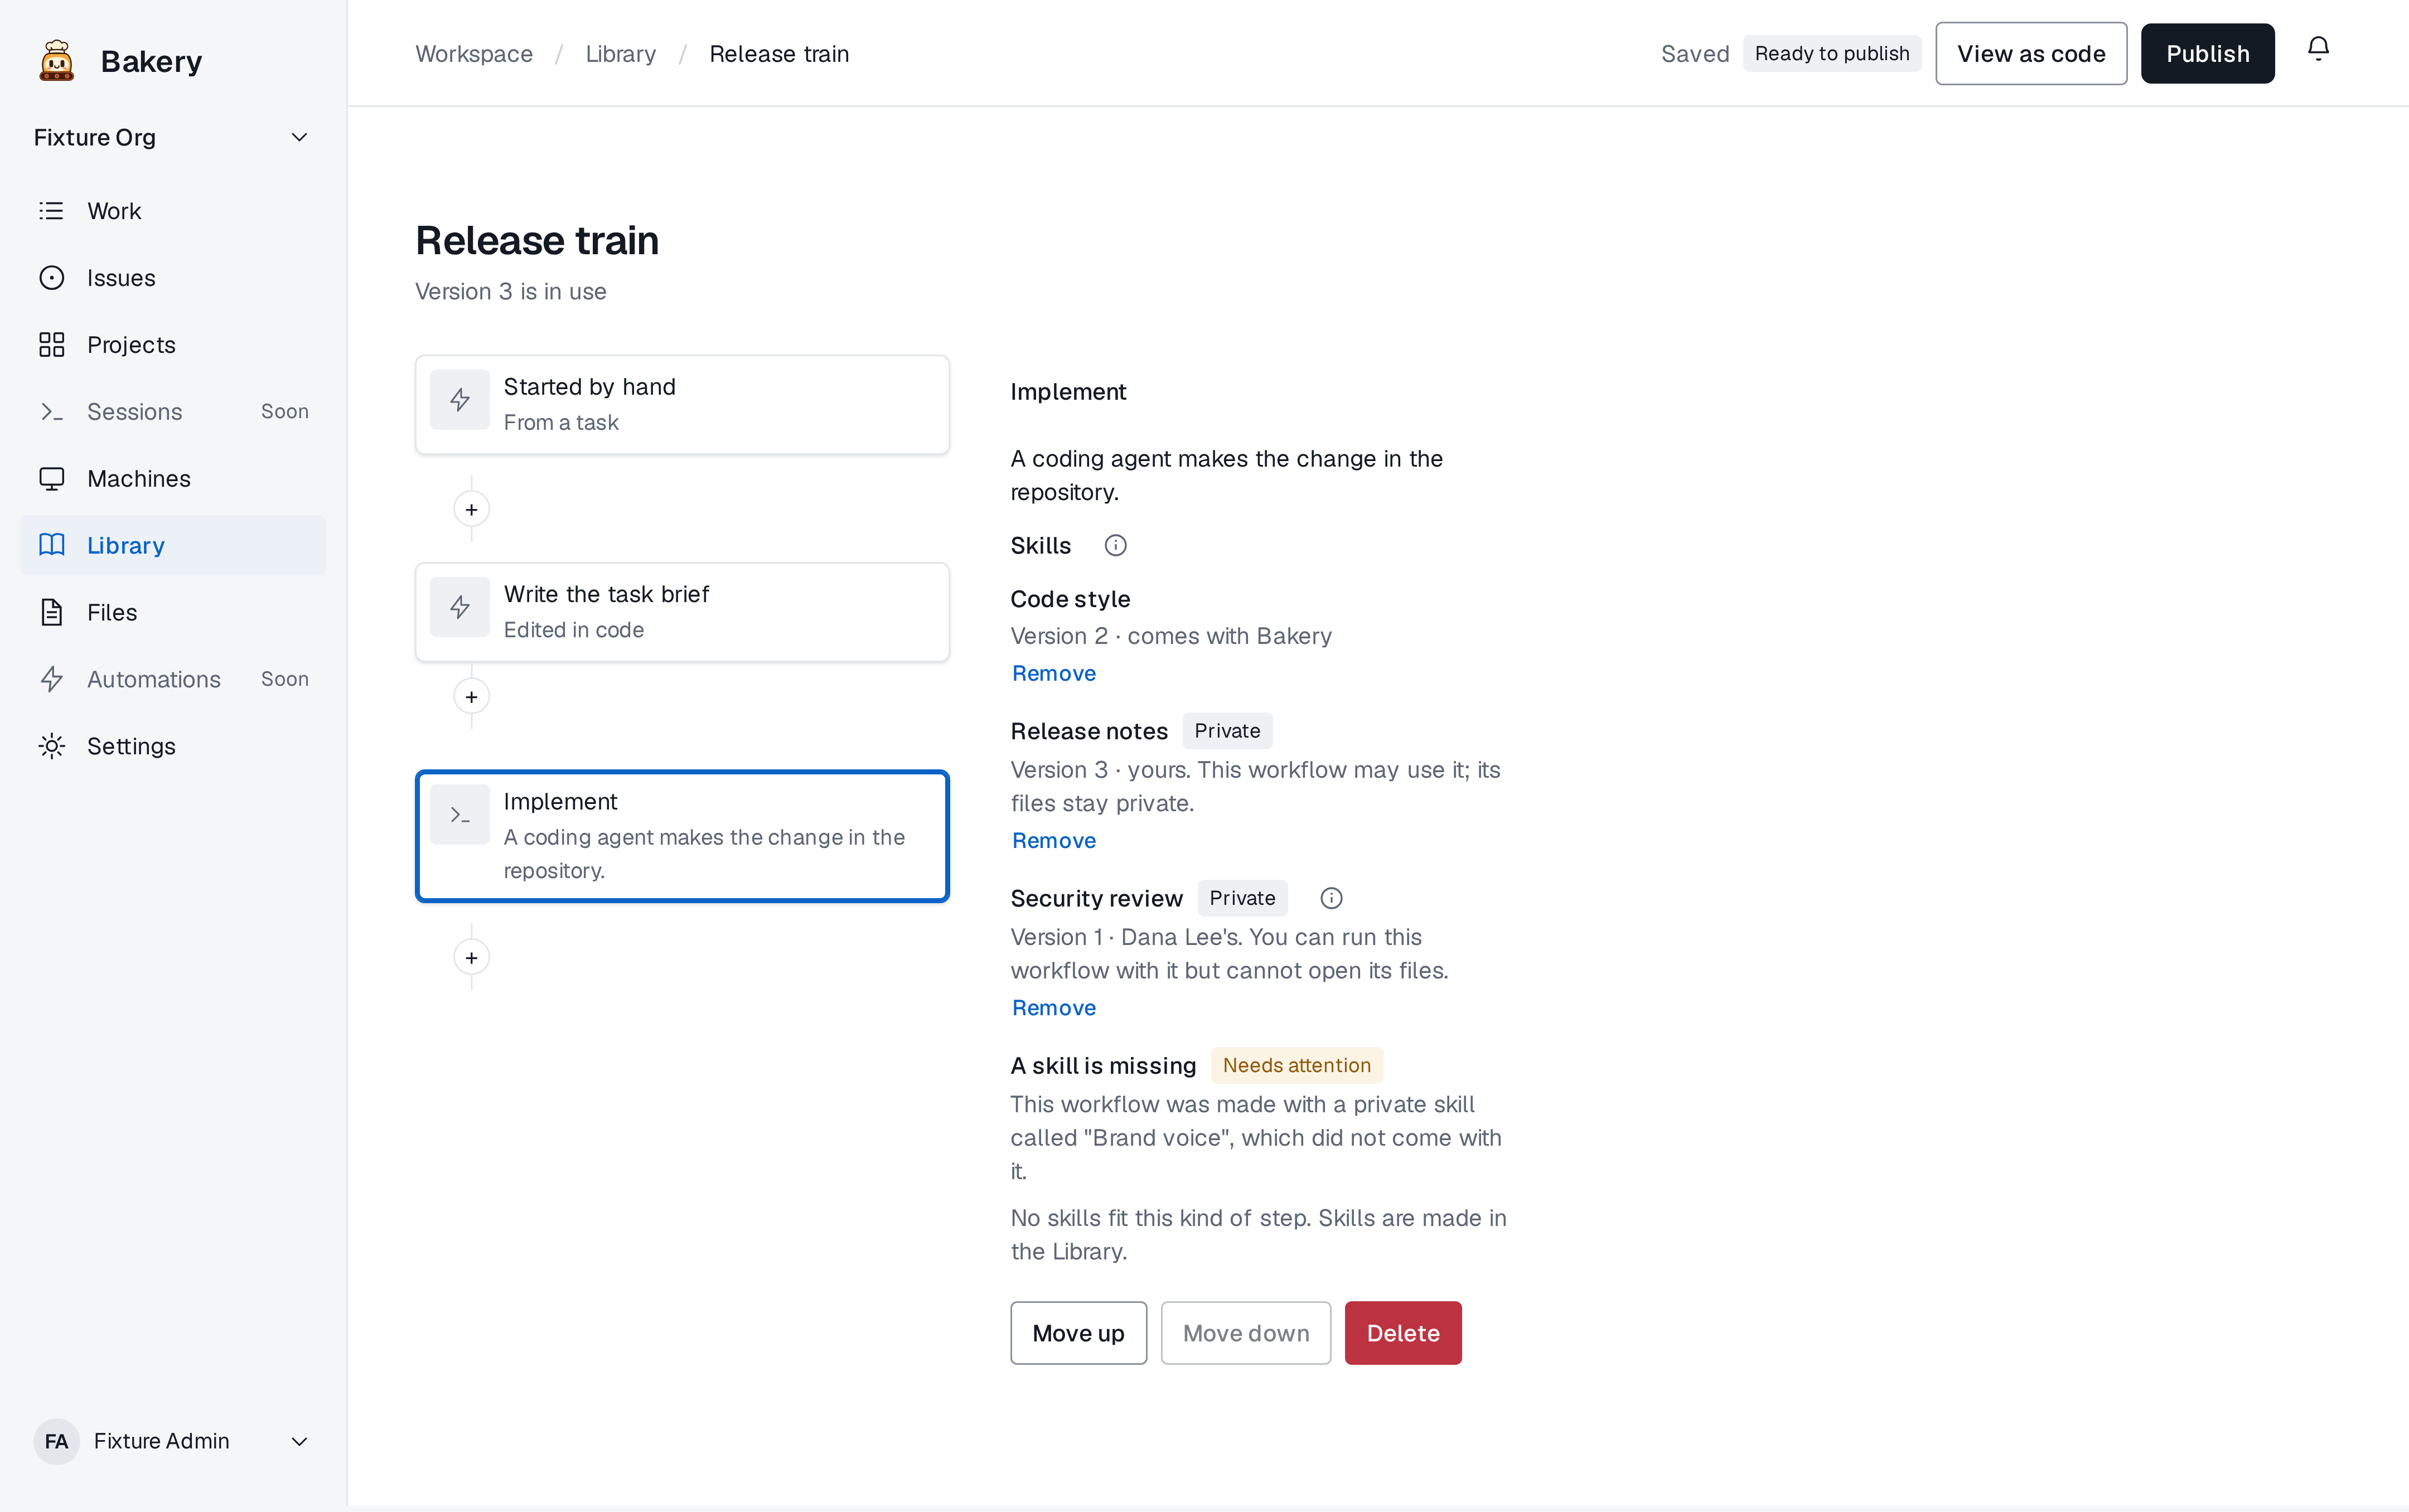 Bakery
Fixture Org
Work
Issues
Projects
Sessions Soon
Machines
Library
Files
Automations Soon
Settings
FA Fixture Admin
Workspace / Library / Release train
Saved Ready to publish View as code Publish
Release train
Version 3 is in use
Started by hand
From a task
+
Write the task brief
Edited in code
+
Implement
A coding agent makes the change in the
repository.
+
Implement
A coding agent makes the change in the
repository.
Skills
Code style
Version 2 · comes with Bakery
Remove
Release notes Private
Version 3 · yours. This workflow may use it; its
files stay private.
Remove
Security review Private
Version 1 · Dana Lee's. You can run this
workflow with it but cannot open its files.
Remove
A skill is missing Needs attention
This workflow was made with a private skill
called "Brand voice", which did not come with
it.
No skills fit this kind of step. Skills are made in
the Library.
Move up Move down Delete